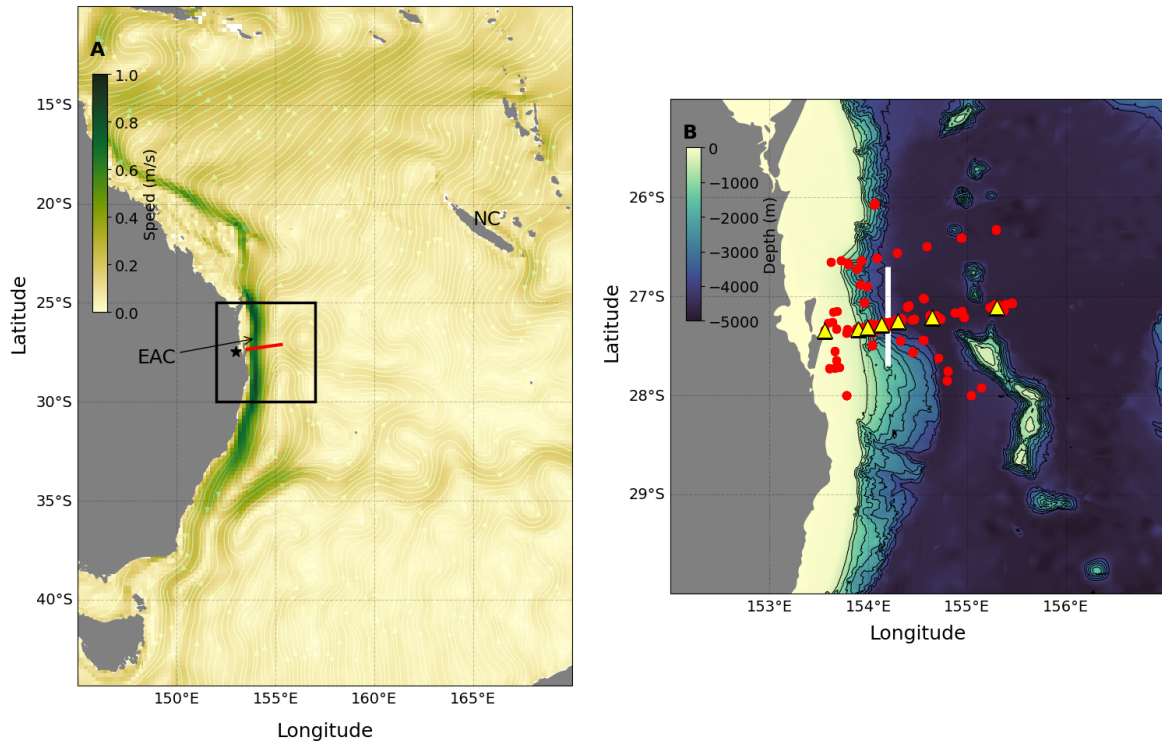 A
1.0
0.8
0.6
0.4
0.2
0.0
Speed (m/s)
15°S
20°S
25°S
30°S
35°S
40°S
Latitude
NC
EAC
150°E
155°E
160°E
165°E
Longitude
B
0
−1000
−2000
−3000
−4000
−5000
Depth (m)
26°S
27°S
28°S
29°S
Latitude
153°E
154°E
155°E
156°E
Longitude